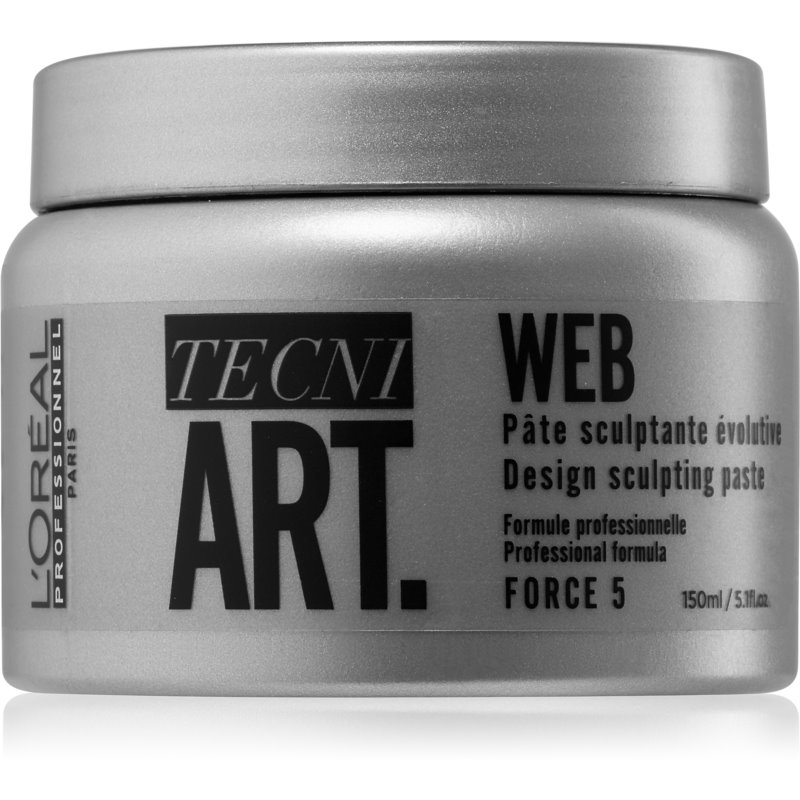 L'ORÉAL
PROFESSIONNEL
PARIS
TECNI
ART.
WEB
Pâte sculptante évolutive
Design sculpting paste
Formule professionnelle
Professional formula
FORCE 5
150ml / 5.1fl.oz.